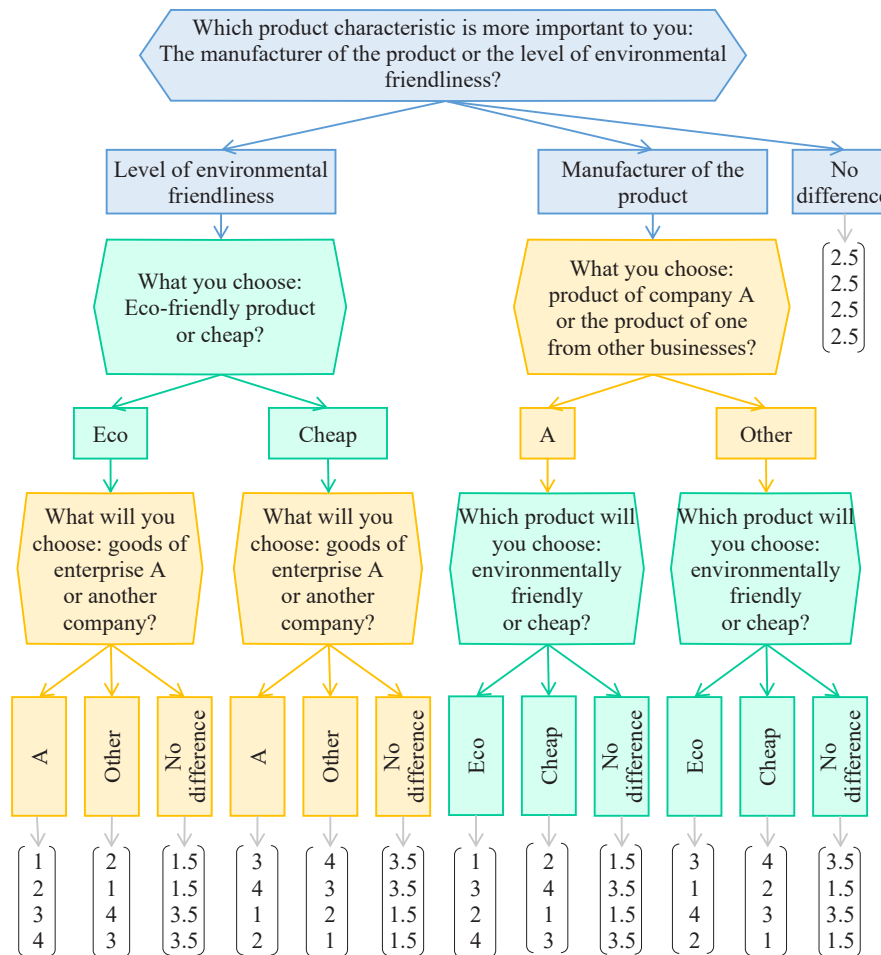 Which product characteristic is more important to you:
The manufacturer of the product or the level of environmental
friendliness?
Level of environmental
friendliness
Manufacturer of the
product
No
difference
What you choose:
Eco-friendly product
or cheap?
What you choose:
product of company A
or the product of one
from other businesses?
2.5
2.5
2.5
2.5
Eco
Cheap
A
Other
What will you
choose: goods of
enterprise A
or another
company?
What will you
choose: goods of
enterprise A
or another
company?
Which product will
you choose:
environmentally
friendly
or cheap?
Which product will
you choose:
environmentally
friendly
or cheap?
A
Other
No
difference
A
Other
No
difference
Eco
Cheap
No
difference
Eco
Cheap
No
difference
1 2 1.5 3 4 3.5 1 2 1.5 3 4 3.5
2 1 1.5 4 3 3.5 3 4 3.5 1 2 1.5
3 4 3.5 1 2 1.5 2 1 1.5 4 3 3.5
4 3 3.5 2 1 1.5 4 3 3.5 2 1 1.5